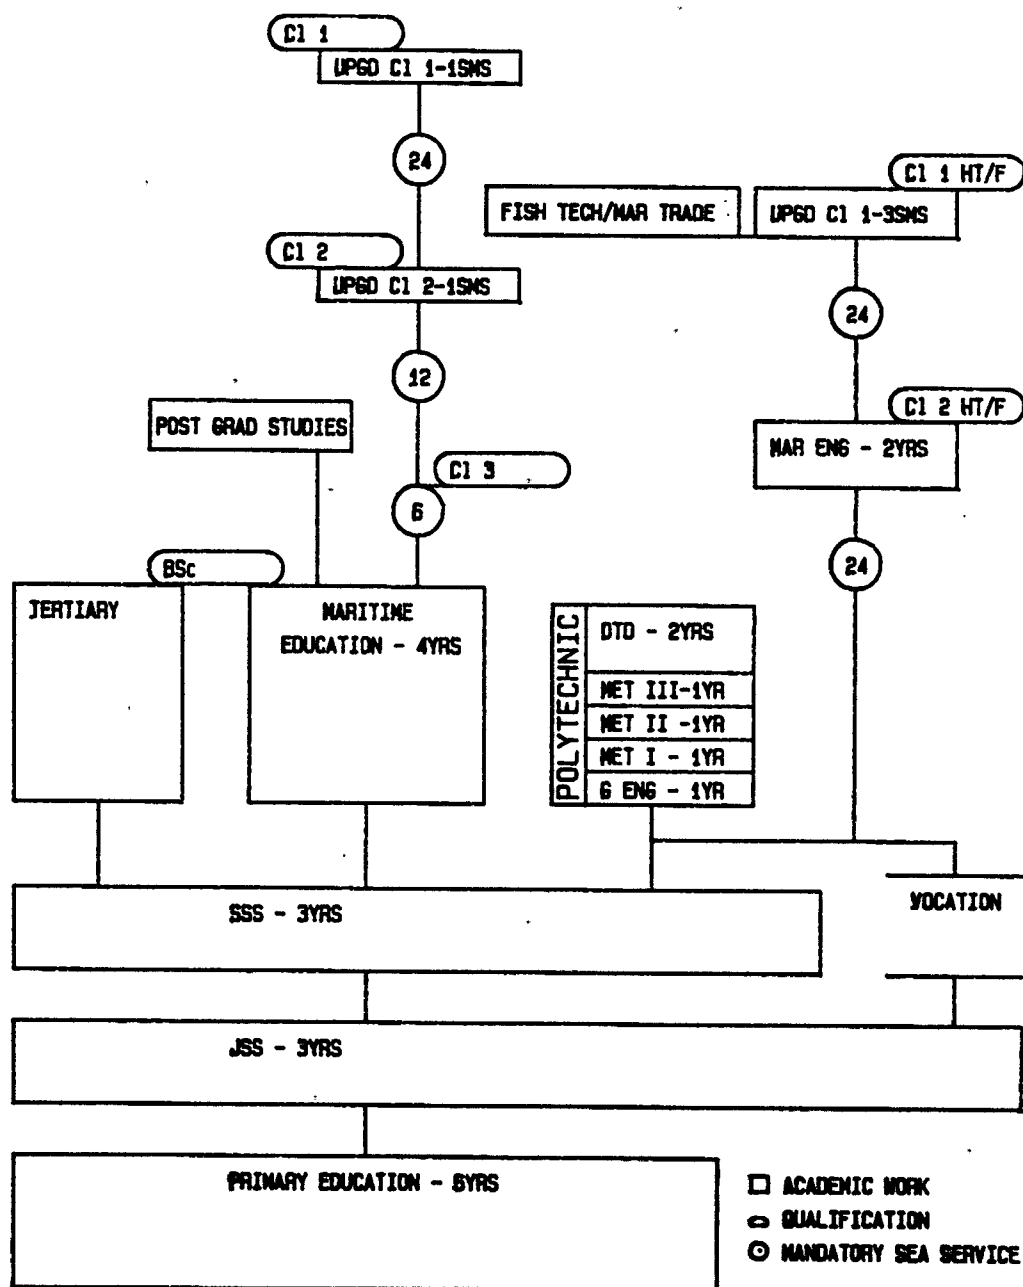 Cl 1
UPGD Cl 1-1SMS
24
Cl 1 HT/F
FISH TECH/MAR TRADE
UPGD Cl 1-3SMS
Cl 2
UPGD Cl 2-1SMS
24
12
POST GRAD STUDIES
Cl 2 HT/F
MAR ENG - 2YRS
Cl 3
6
24
BSc
TERTIARY
MARITIME
EDUCATION - 4YRS
POLYTECHNIC
DTD - 2YRS
MET III-1YR
MET II -1YR
MET I - 1YR
G ENG - 1YR
SSS - 3YRS
VOCATION
JSS - 3YRS
PRIMARY EDUCATION - 6YRS
ACADEMIC WORK
QUALIFICATION
MANDATORY SEA SERVICE